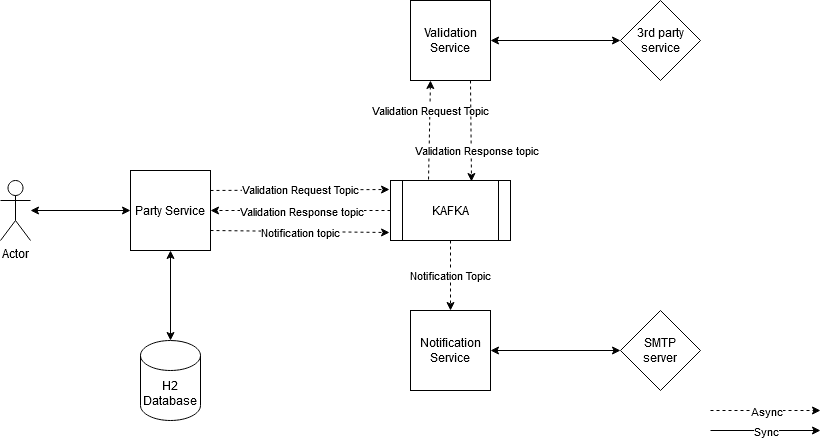 Validation
Service
3rd party
service
Validation Request Topic
Validation Response topic
Validation Request Topic
Party Service
Validation Response topic
KAFKA
Notification topic
Actor
Notification Topic
Notification
Service
SMTP
server
H2
Database
Async
Sync